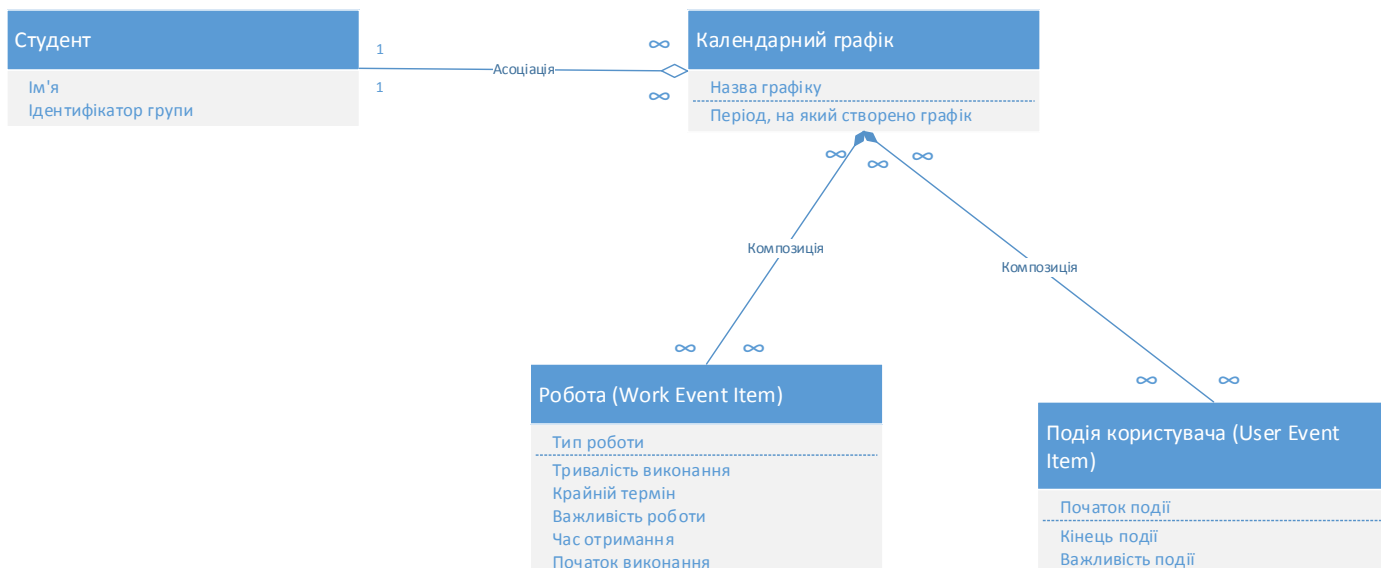 Студент
Ім'я
Ідентифікатор групи
1
1
Асоціація
∞
∞
Календарний графік
Назва графіку
Період, на який створено графік
∞
∞
∞
Композиція
Композиція
∞
∞
∞
∞
Робота (Work Event Item)
Тип роботи
Тривалість виконання
Крайній термін
Важливість роботи
Час отримання
Початок виконання
Подія користувача (User Event
Item)
Початок події
Кінець події
Важливість події